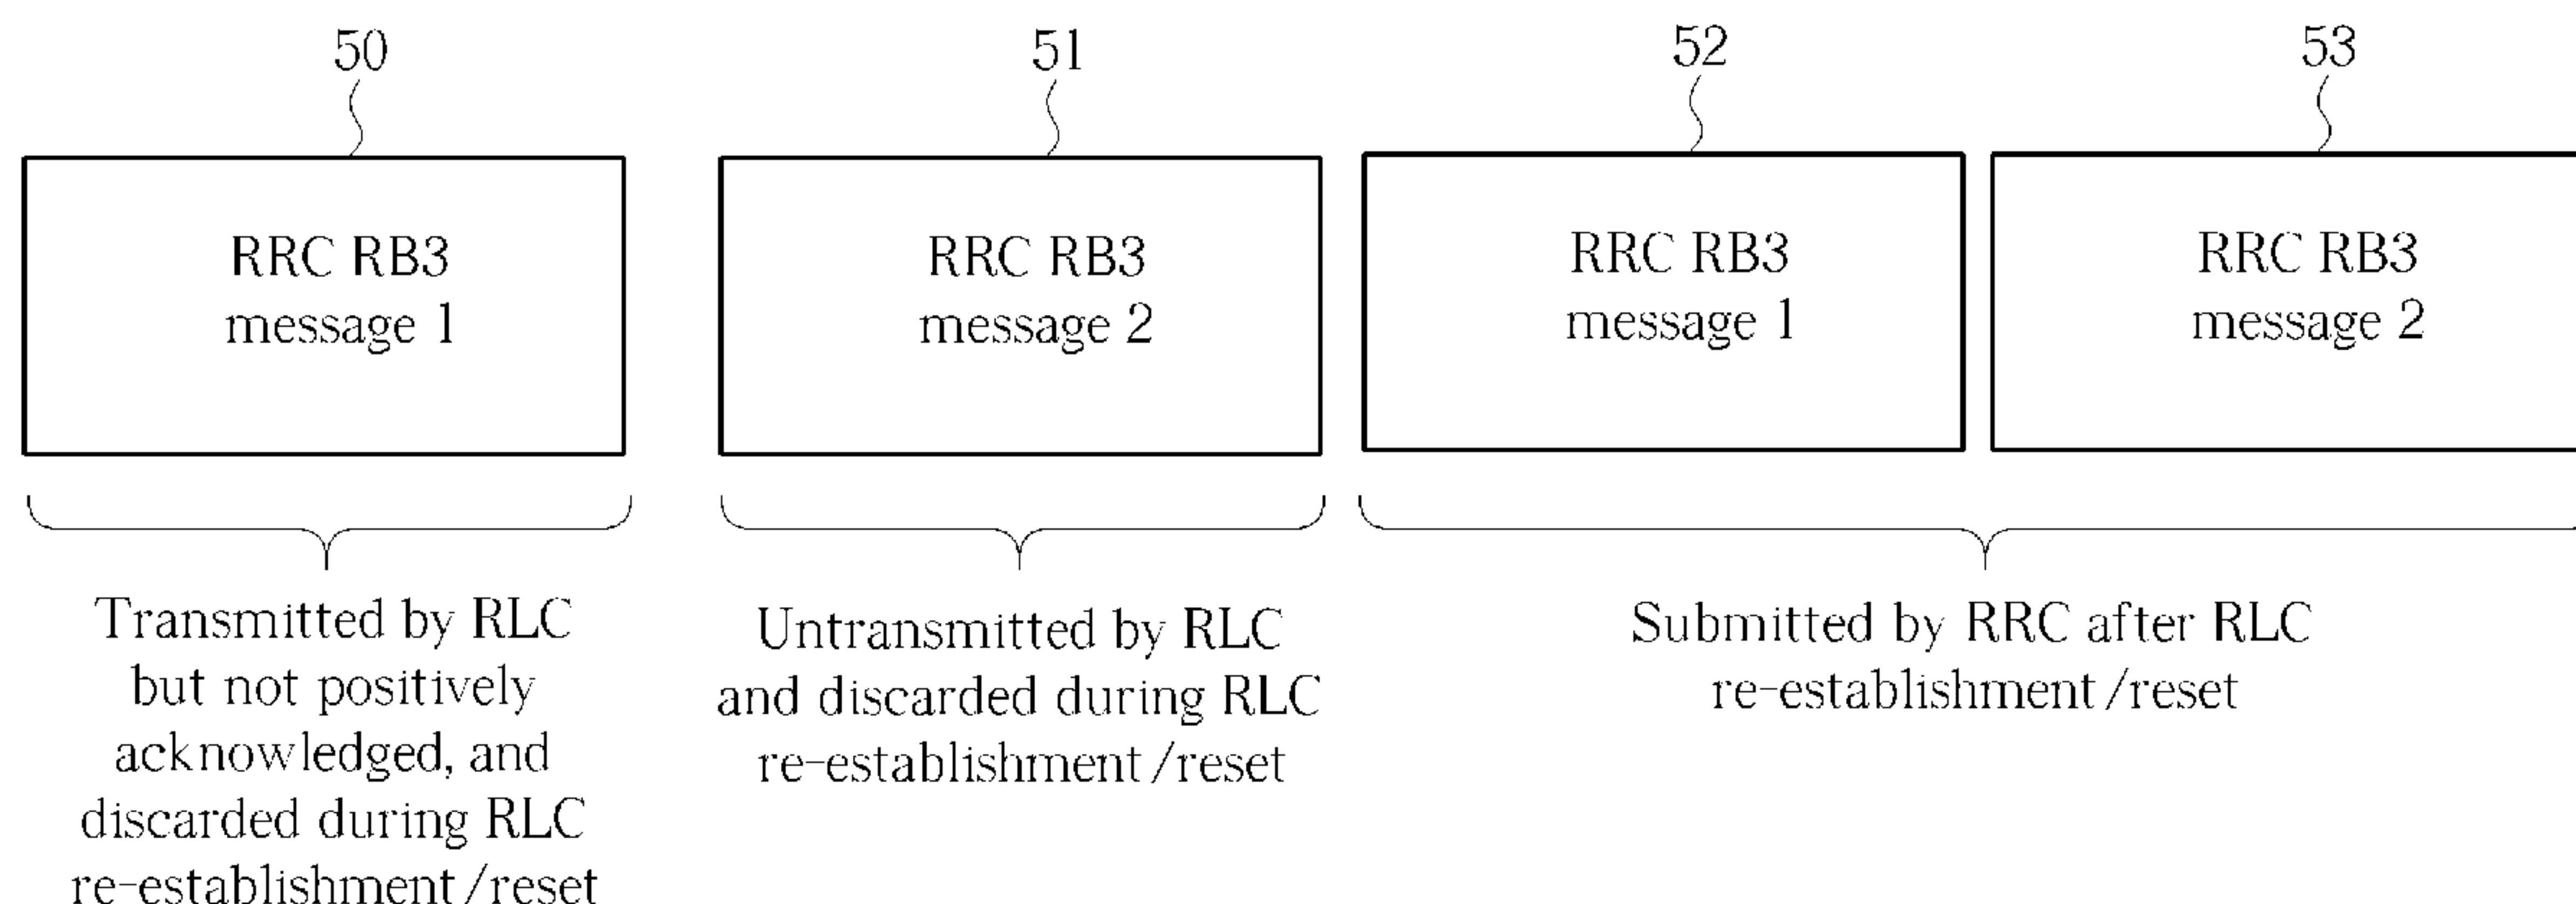 50
51
52
53
RRC RB3
message 1
RRC RB3
message 2
RRC RB3
message 1
RRC RB3
message 2
Transmitted by RLC
but not positively
acknowledged, and
discarded during RLC
re-establishment/reset
Untransmitted by RLC
and discarded during RLC
re-establishment/reset
Submitted by RRC after RLC
re-establishment/reset